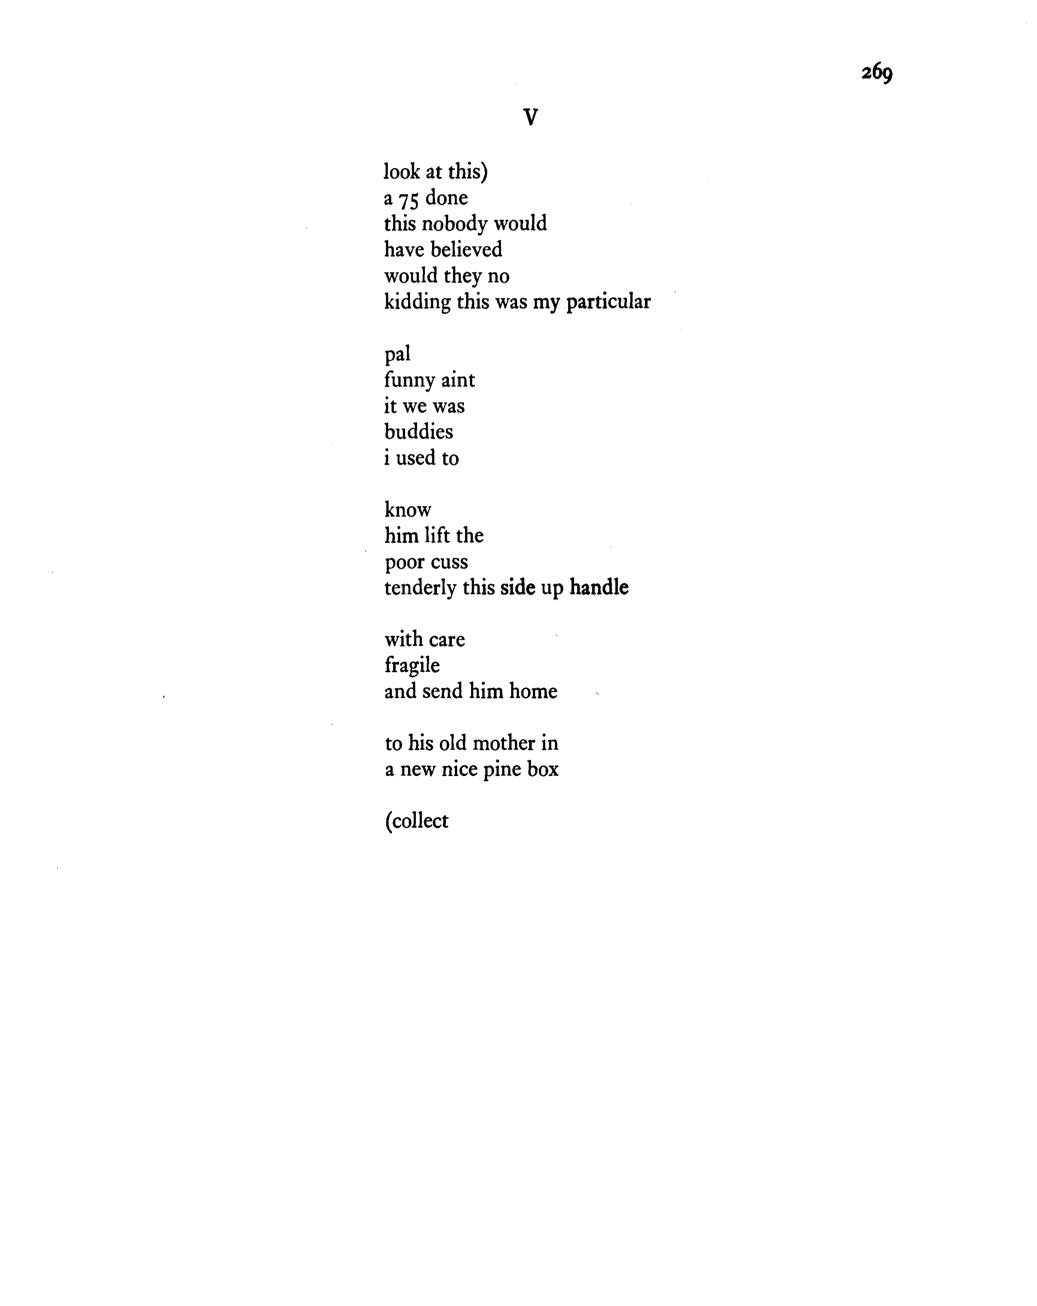 269
V
look at this)
a 75 done
this nobody would
have believed
would they no
kidding this was my particular
pal
funny aint
it we was
buddies
i used to
know
him lift the
poor cuss
tenderly this side up handle
with care
fragile
and send him home
to his old mother in
a new nice pine box
(collect